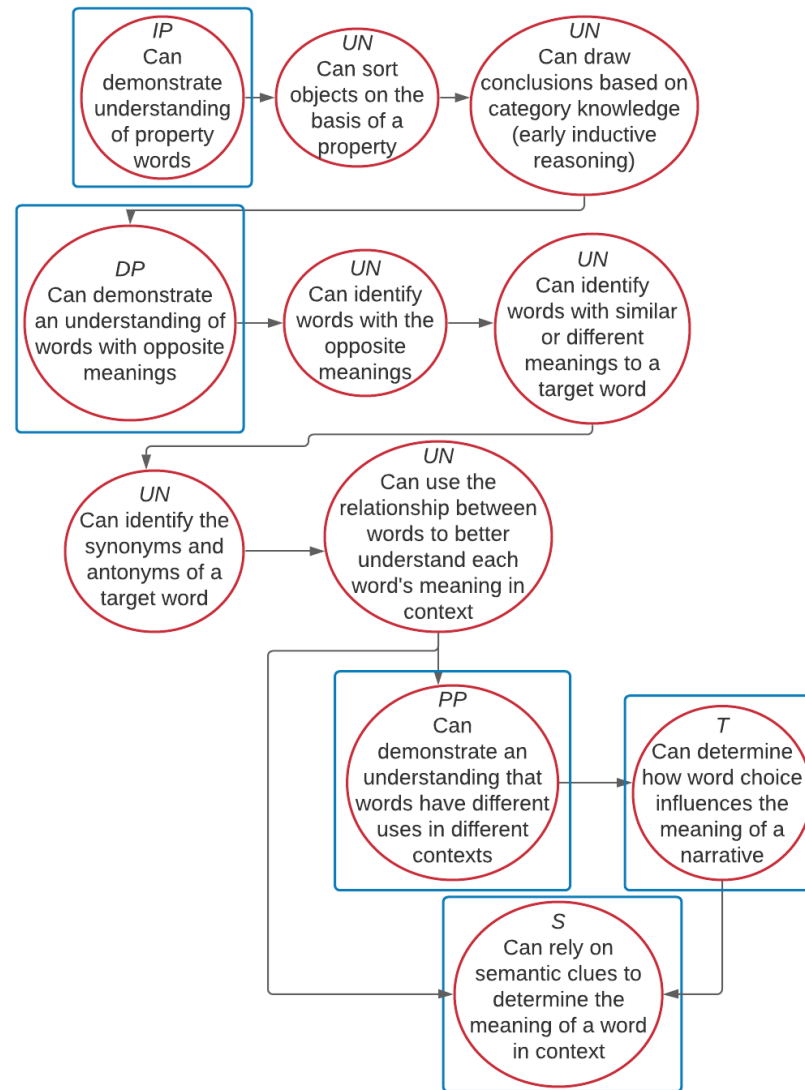 IP
Can
demonstrate
understanding
of property
words
UN
Can sort
objects on the
basis of a
property
UN
Can draw
conclusions based on
category knowledge
(early inductive
reasoning)
DP
Can demonstrate
an understanding of
words with opposite
meanings
UN
Can identify
words with the
opposite
meanings
UN
Can identify
words with similar
or different
meanings to a
target word
UN
Can identify the
synonyms and
antonyms of a
target word
UN
Can use the
relationship between
words to better
understand each
word's meaning in
context
PP
Can
demonstrate an
understanding that
words have different
uses in different
contexts
T
Can determine
how word choice
influences the
meaning of a
narrative
S
Can rely on
semantic clues to
determine the
meaning of a word
in context